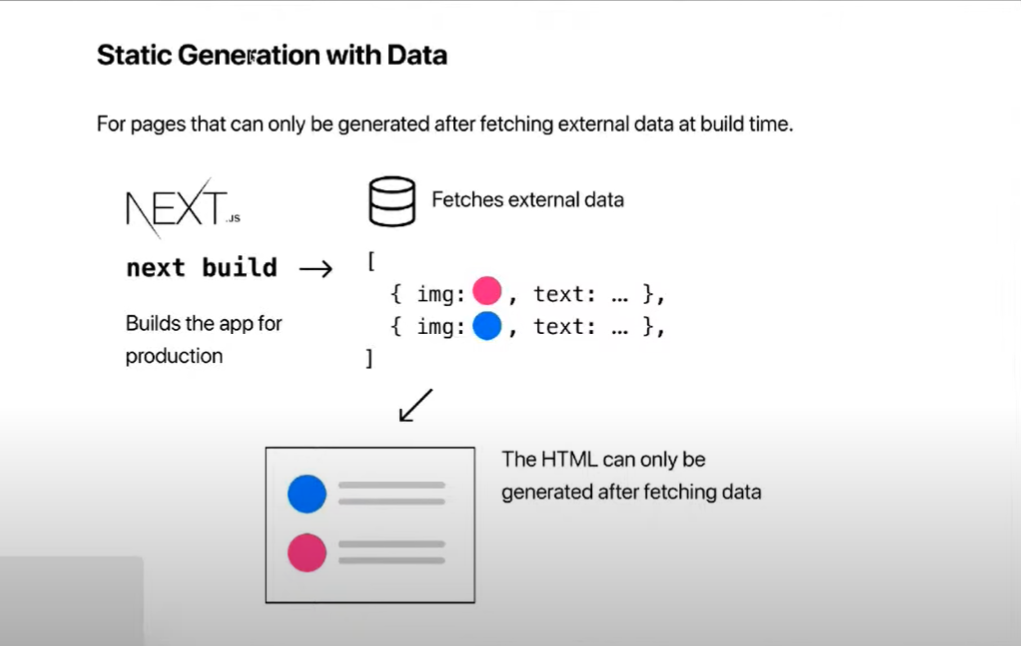 Static Generation with Data
For pages that can only be generated after fetching external data at build time.
NEXT.JS
Fetches external data
next build →
[
{ img: , text: … },
{ img: , text: … },
]
Builds the app for
production
The HTML can only be
generated after fetching data